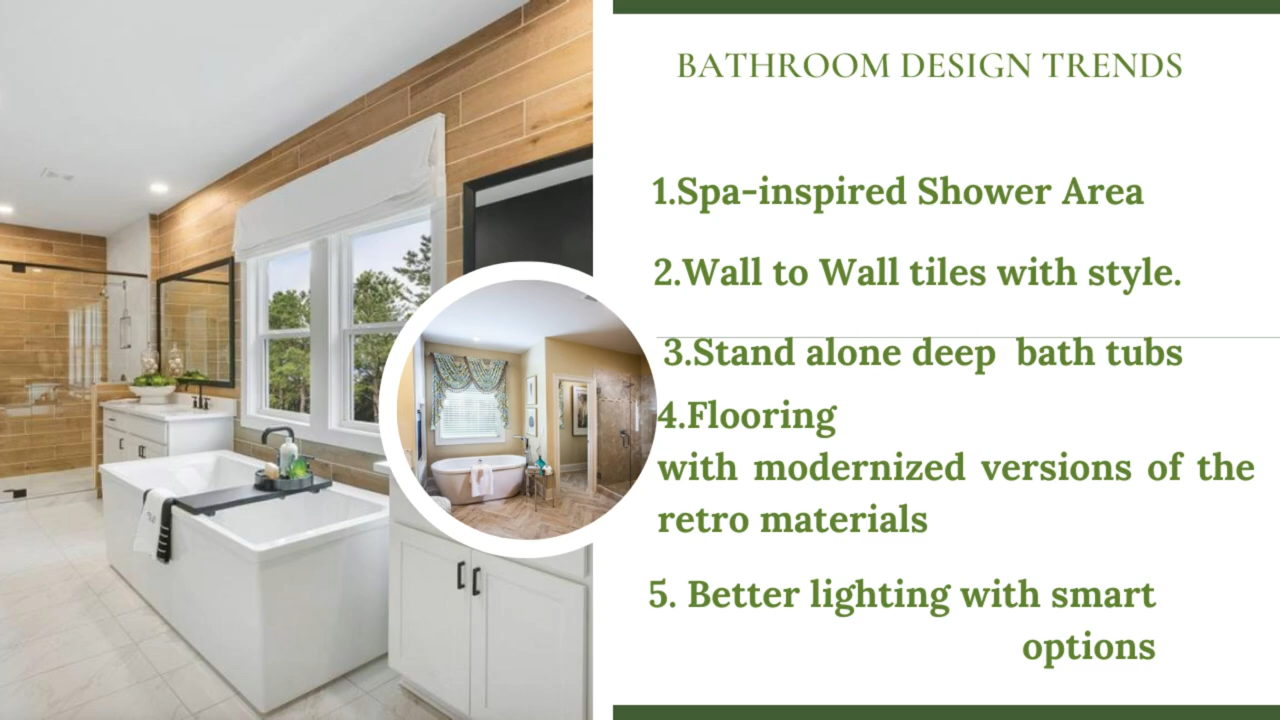 BATHROOM DESIGN TRENDS
1.Spa-inspired Shower Area
2.Wall to Wall tiles with style.
3.Stand alone deep  bath tubs
4.Flooring
with modernized versions of the
retro materials
5. Better lighting with smart
options